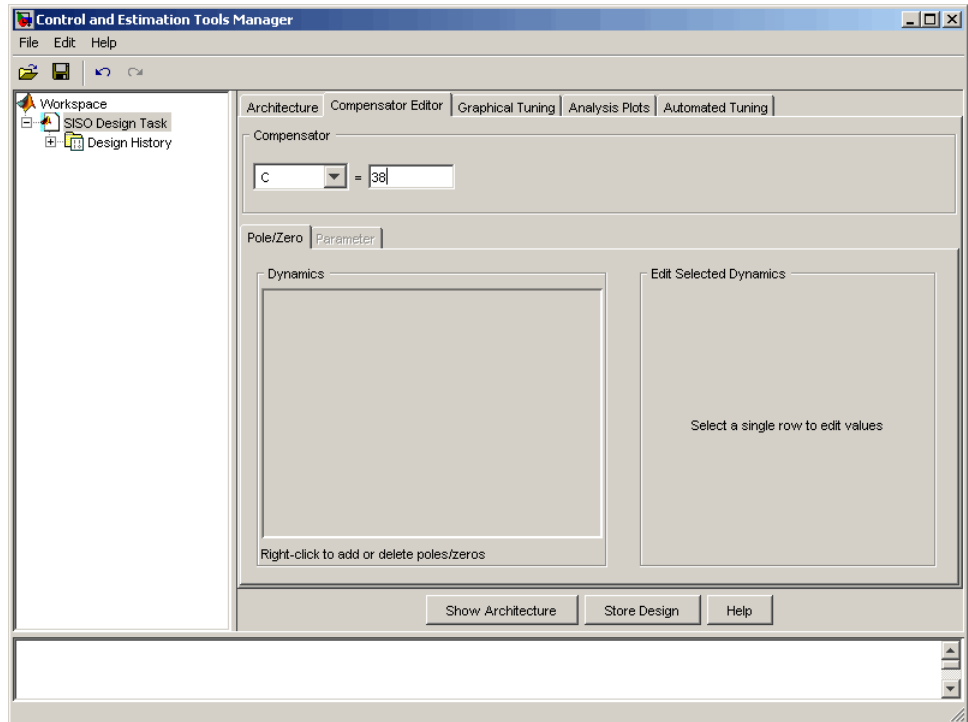 Control and Estimation Tools Manager
File Edit Help
Workspace
SISO Design Task
Design History
Architecture Compensator Editor Graphical Tuning Analysis Plots Automated Tuning
Compensator
C = 38
Pole/Zero Parameter
Dynamics
Edit Selected Dynamics
Select a single row to edit values
Right-click to add or delete poles/zeros
Show Architecture Store Design Help